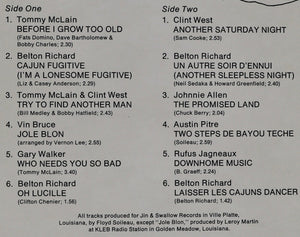 Side One
1. Tommy McLain
BEFORE I GROW TOO OLD
(Fats Domino, Dave Bartholomew &
Bobby Charles; 2.30)
2. Belton Richard
CAJUN FUGITIVE
(I'M A LONESOME FUGITIVE)
(Liz & Casey Anderson; 2.29)
3. Tommy McLain & Clint West
TRY TO FIND ANOTHER MAN
(Bill Medley & Bobby Hatfield; 2.43)
4. Vin Bruce
JOLE BLON
(arranged by Vernon Lee; 2.55)
5. Gary Walker
WHO NEEDS YOU SO BAD
(Tommy McLain; 3.40)
6. Belton Richard
OH LUCILLE
(Clifton Chenier; 1.56)
Side Two
1. Clint West
ANOTHER SATURDAY NIGHT
(Sam Cooke; 2.53)
2. Belton Richard
UN AUTRE SOIR D'ENNUI
(ANOTHER SLEEPLESS NIGHT)
(Neil Sedaka & Howard Greenfield; 2.40)
3. Johnnie Allen
THE PROMISED LAND
(Chuck Berry; 2.04)
4. Austin Pitre
TWO STEPS DE BAYOU TECHE
(Soileau; 2.59)
5. Rufus Jagneaux
DOWNHOME MUSIC
(B. Graeff; 2.24)
6. Belton Richard
LAISSER LES CAJUNS DANCER
(Belton Richard; 1.42)
All tracks produced for Jin & Swallow Records in Ville Platte,
Louisiana, by Floyd Soileau, except "Jole Blon," produced by Leroy Martin
at KLEB Radio Station in Golden Meadow, Louisiana.